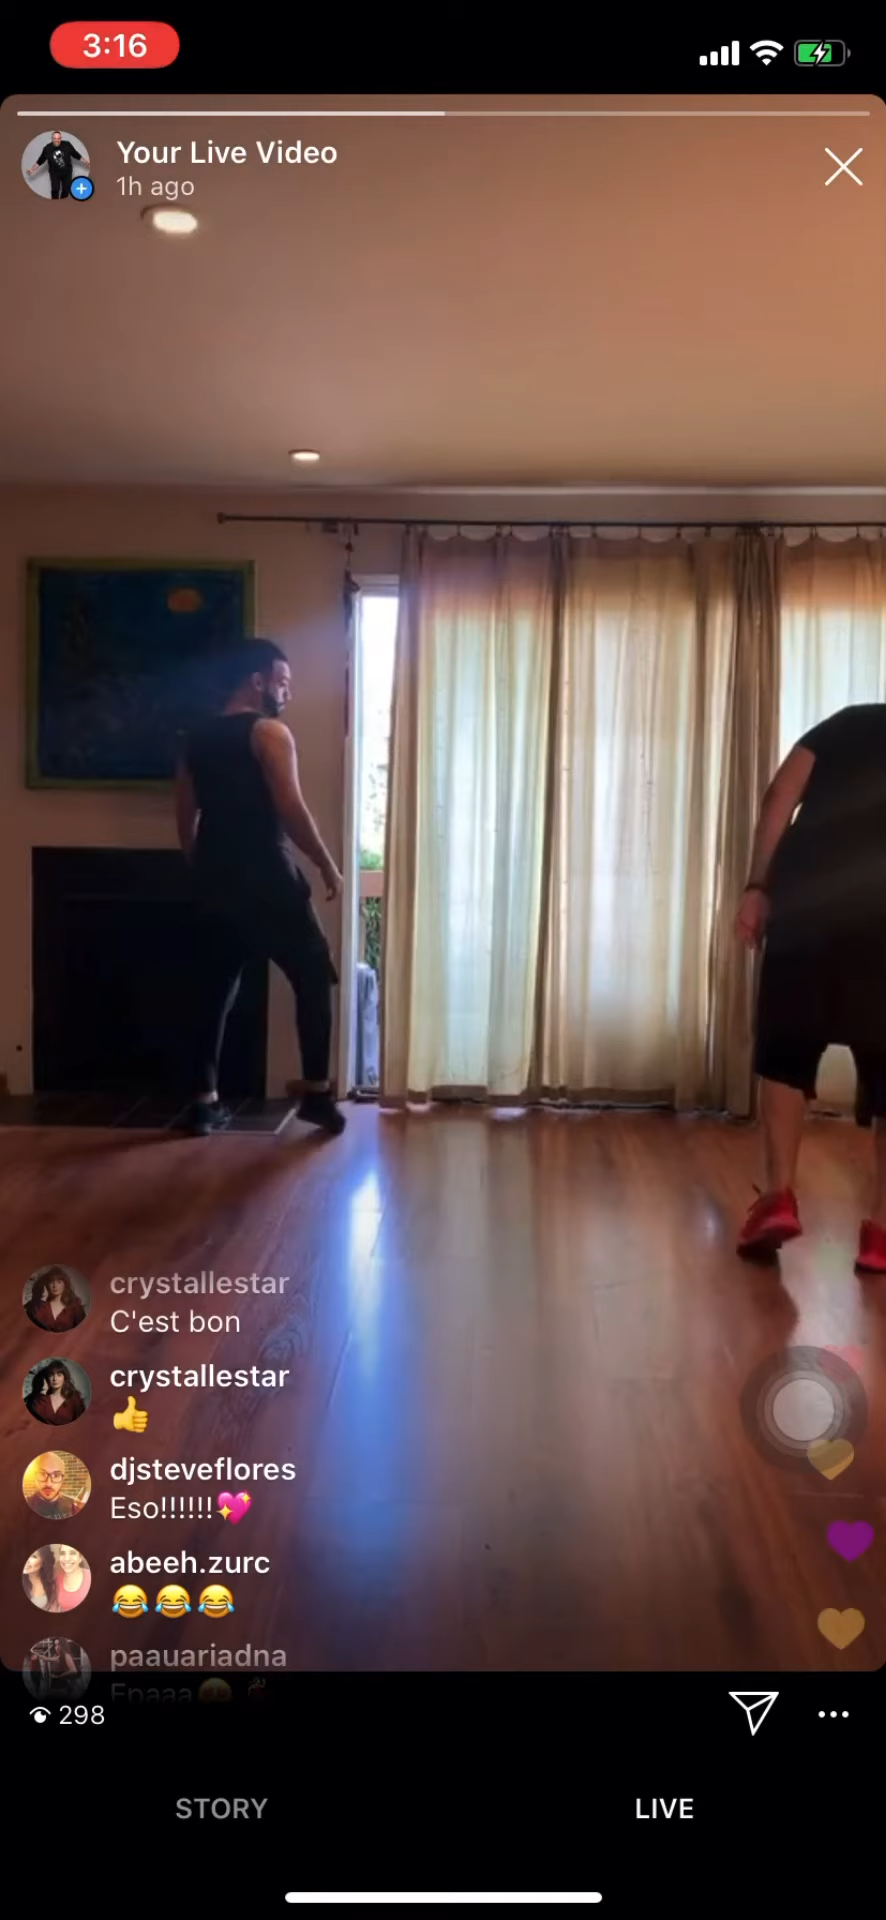 3:16
Your Live Video
1h ago
crystallestar
C'est bon
crystallestar
👍
djsteveflores
Eso!!!!!!💖
abeeh.zurc
😂😂😂
paauariadna
Epaaa
298
STORY
LIVE